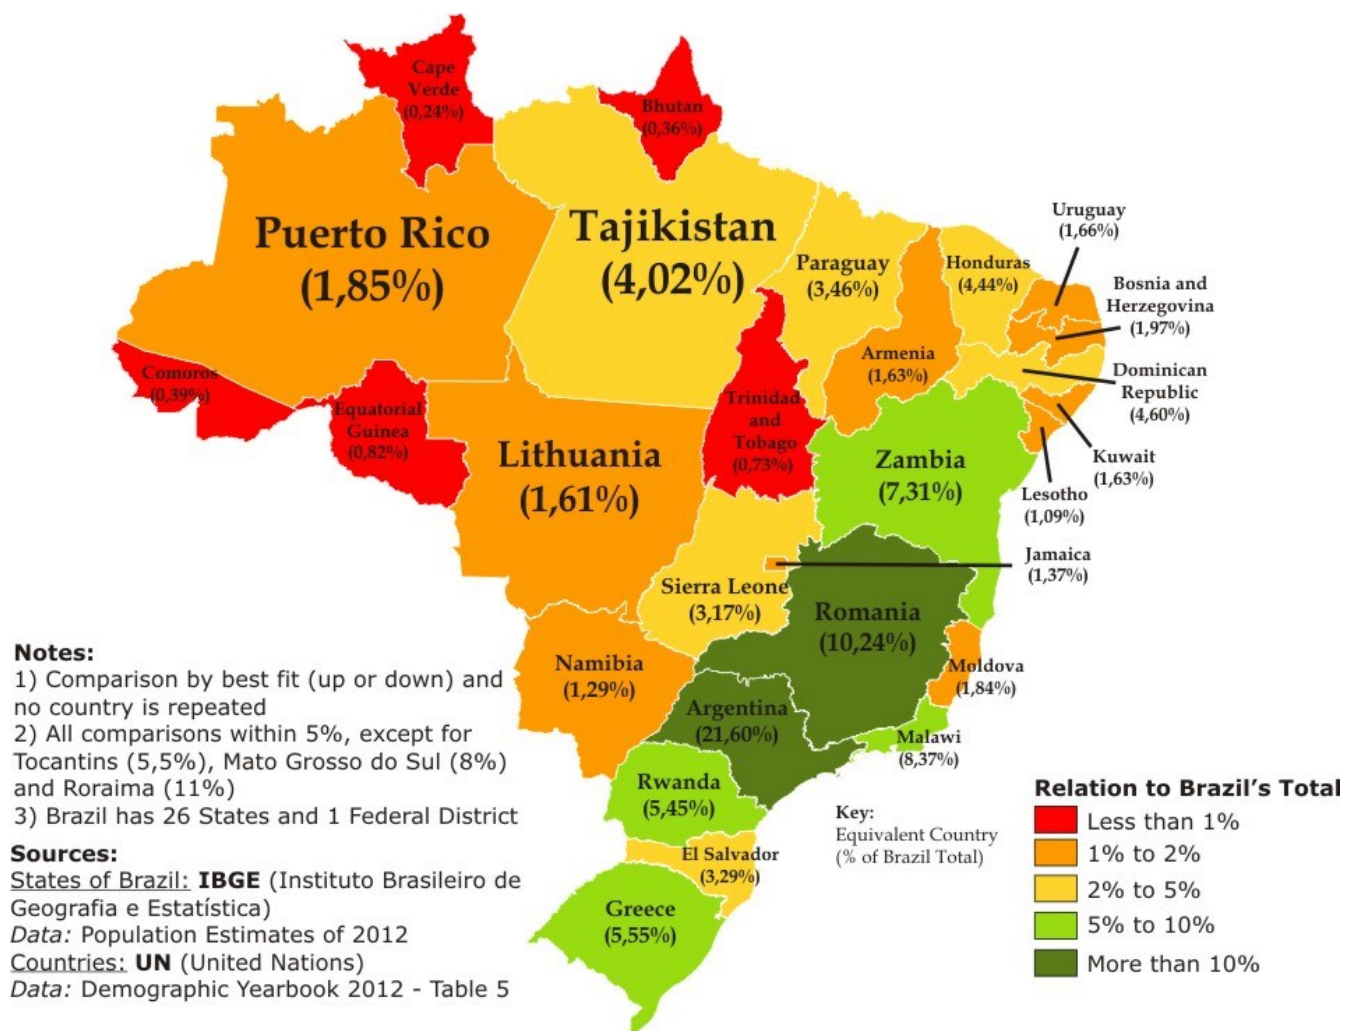 Cape
Verde
(0,24%)
Bhutan
(0,36%)
Puerto Rico
(1,85%)
Tajikistan
(4,02%)
Paraguay
(3,46%)
Honduras
(4,44%)
Uruguay
(1,66%)
Bosnia and
Herzegovina
(1,97%)
Armenia
(1,63%)
Dominican
Republic
(4,60%)
Comoros
(0,39%)
Equatorial
Guinea
(0,82%)
Trinidad
and
Tobago
(0,73%)
Lithuania
(1,61%)
Zambia
(7,31%)
Kuwait
(1,63%)
Lesotho
(1,09%)
Jamaica
(1,37%)
Sierra Leone
(3,17%)
Romania
(10,24%)
Namibia
(1,29%)
Moldova
(1,84%)
Argentina
(21,60%)
Malawi
(8,37%)
Rwanda
(5,45%)
El Salvador
(3,29%)
Greece
(5,55%)
Notes:
1) Comparison by best fit (up or down) and
no country is repeated
2) All comparisons within 5%, except for
Tocantins (5,5%), Mato Grosso do Sul (8%)
and Roraima (11%)
3) Brazil has 26 States and 1 Federal District
Sources:
States of Brazil: IBGE (Instituto Brasileiro de
Geografia e Estatística)
Data: Population Estimates of 2012
Countries: UN (United Nations)
Data: Demographic Yearbook 2012 - Table 5
Key:
Equivalent Country
(% of Brazil Total)
Relation to Brazil's Total
Less than 1%
1% to 2%
2% to 5%
5% to 10%
More than 10%